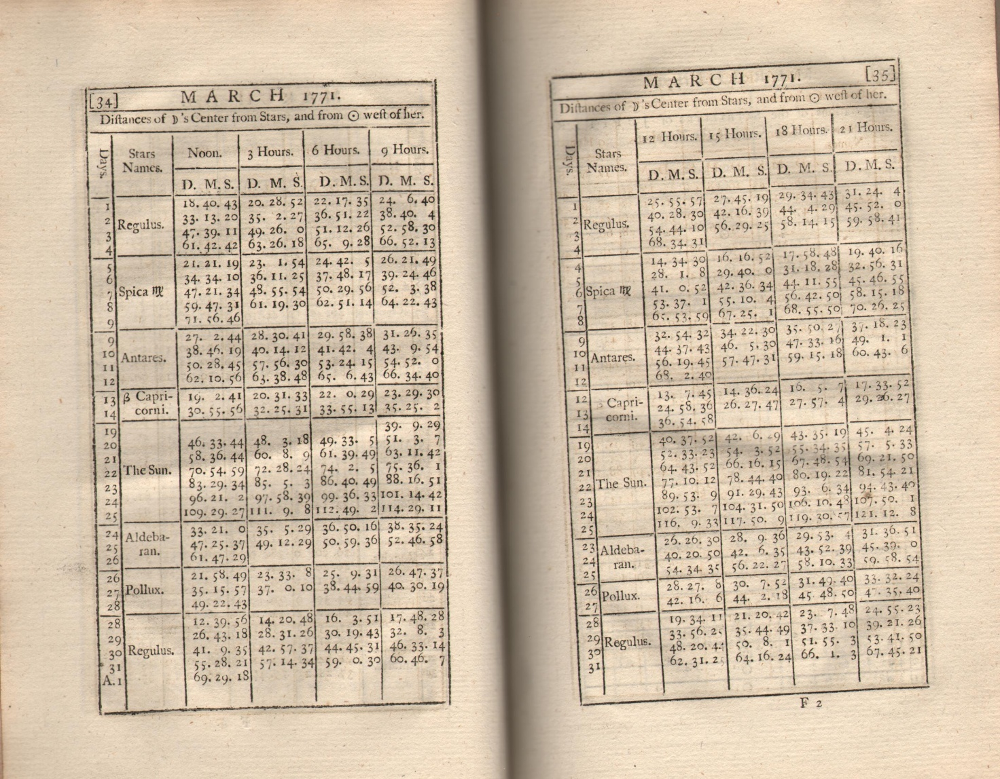 [34] MARCH 1771.
Diſtances of ☽'s Center from Stars, and from ☉ weſt of her.
Days. Stars Names. Noon. 3 Hours. 6 Hours. 9 Hours.
D. M. S. D. M. S. D. M. S. D. M. S.
1 18. 40. 43 20. 28. 52 22. 17. 35 24. 6. 40
2 Regulus. 33. 13. 20 35. 2. 27 36. 51. 22 38. 40. 4
3 47. 39. 11 49. 26. 0 51. 12. 26 52. 58. 30
4 61. 42. 42 63. 26. 18 65. 9. 28 66. 52. 13
5 21. 21. 19 23. 1. 54 24. 42. 5 26. 21. 49
6 34. 34. 10 36. 11. 25 37. 48. 17 39. 24. 46
7 Spica ♍ 47. 21. 34 48. 55. 54 50. 29. 56 52. 3. 38
8 59. 47. 31 61. 19. 30 62. 51. 14 64. 22. 43
9 71. 56. 46
9 27. 2. 44 28. 30. 41 29. 58. 38 31. 26. 35
10 Antares. 38. 46. 19 40. 14. 12 41. 42. 4 43. 9. 54
11 50. 28. 45 57. 56. 30 53. 24. 15 54. 52. 0
12 62. 10. 56 63. 38. 48 65. 6. 43 66. 34. 40
13 β Capri- 19. 2. 41 20. 31. 33 22. 0. 29 23. 29. 30
14 corni. 30. 55. 56 32. 25. 31 33. 55. 13 35. 25. 2
19 39. 9. 29
20 46. 33. 44 48. 3. 18 49. 33. 5 51. 3. 7
21 58. 36. 44 60. 8. 9 61. 39. 49 63. 11. 42
22 The Sun. 70. 54. 59 72. 28. 24 74. 2. 5 75. 36. 1
23 83. 29. 34 85. 5. 3 86. 40. 49 88. 16. 51
24 96. 21. 2 97. 58. 39 99. 36. 33 101. 14. 42
25 109. 29. 27 111. 9. 8 112. 49. 2 114. 29. 11
24 Aldeba- 33. 21. 0 35. 5. 29 36. 50. 16 38. 35. 24
25 ran. 47. 25. 37 49. 12. 29 50. 59. 36 52. 46. 58
26 61. 47. 29
26 21. 58. 49 23. 33. 8 25. 9. 31 26. 47. 37
27 Pollux. 35. 15. 57 37. 0. 10 38. 44. 59 40. 30. 19
28 49. 22. 43
28 12. 39. 56 14. 20. 48 16. 3. 51 17. 48. 28
29 26. 43. 18 28. 31. 26 30. 19. 43 32. 8. 3
30 Regulus. 41. 9. 35 42. 57. 37 44. 45. 31 46. 33. 14
31 55. 28. 21 57. 14. 34 59. 0. 30 60. 46. 7
A. 1 69. 29. 18
MARCH 1771. [35]
Diſtances of ☽'s Center from Stars, and from ☉ weſt of her.
Days. Stars Names. 12 Hours. 15 Hours. 18 Hours. 21 Hours.
D. M. S. D. M. S. D. M. S. D. M. S.
1 25. 55. 57 27. 45. 19 29. 34. 43 31. 24. 4
2 Regulus. 40. 28. 30 42. 16. 39 44. 4. 29 45. 52. 0
3 54. 44. 10 56. 29. 25 58. 14. 15 59. 58. 41
4 68. 34. 31
4 14. 34. 30 16. 16. 52 17. 58. 48 19. 40. 16
5 28. 1. 8 29. 40. 0 31. 18. 28 32. 56. 31
6 Spica ♍ 41. 0. 52 42. 36. 34 44. 11. 55 45. 46. 55
7 53. 37. 1 55. 10. 4 56. 42. 50 58. 15. 18
8 65. 53. 59 67. 25. 1 68. 55. 50 70. 26. 25
9 32. 54. 32 34. 22. 30 35. 50. 27 37. 18. 23
10 Antares. 44. 37. 43 46. 5. 30 47. 33. 16 49. 1. 1
11 56. 19. 45 57. 47. 31 59. 15. 18 60. 43. 6
12 68. 2. 40
12 Capri- 13. 7. 45 14. 36. 24 16. 5. 7 17. 33. 52
13 corni. 24. 58. 36 26. 27. 47 27. 57. 4 29. 26. 27
14 36. 54. 58
19 40. 37. 52 42. 6. 29 43. 35. 19 45. 4. 24
20 52. 33. 23 54. 3. 52 55. 34. 35 57. 5. 33
21 64. 43. 52 66. 16. 15 67. 48. 54 69. 21. 50
22 The Sun. 77. 10. 12 78. 44. 40 80. 19. 22 81. 54. 21
23 89. 53. 9 91. 29. 43 93. 6. 34 94. 43. 40
24 102. 53. 7 104. 31. 50 106. 10. 48 107. 50. 1
25 116. 9. 33 117. 50. 9 119. 30. 57 121. 12. 8
23 Aldeba- 26. 26. 30 28. 9. 36 29. 53. 4 31. 36. 51
24 ran. 40. 20. 50 42. 6. 35 43. 52. 39 45. 39. 0
25 54. 34. 35 56. 22. 27 58. 10. 33 59. 58. 54
26 Pollux. 28. 27. 8 30. 7. 52 31. 49. 40 33. 32. 24
27 42. 16. 6 44. 2. 18 45. 48. 50 47. 35. 40
28 19. 34. 11 21. 20. 42 23. 7. 48 24. 55. 23
29 Regulus. 33. 56. 35. 44. 49 37. 33. 10 39. 21. 26
30 48. 20. 50. 8. 1 51. 55. 3 53. 41. 50
31 62. 31. 64. 16. 24 66. 1. 3 67. 45. 21
F 2